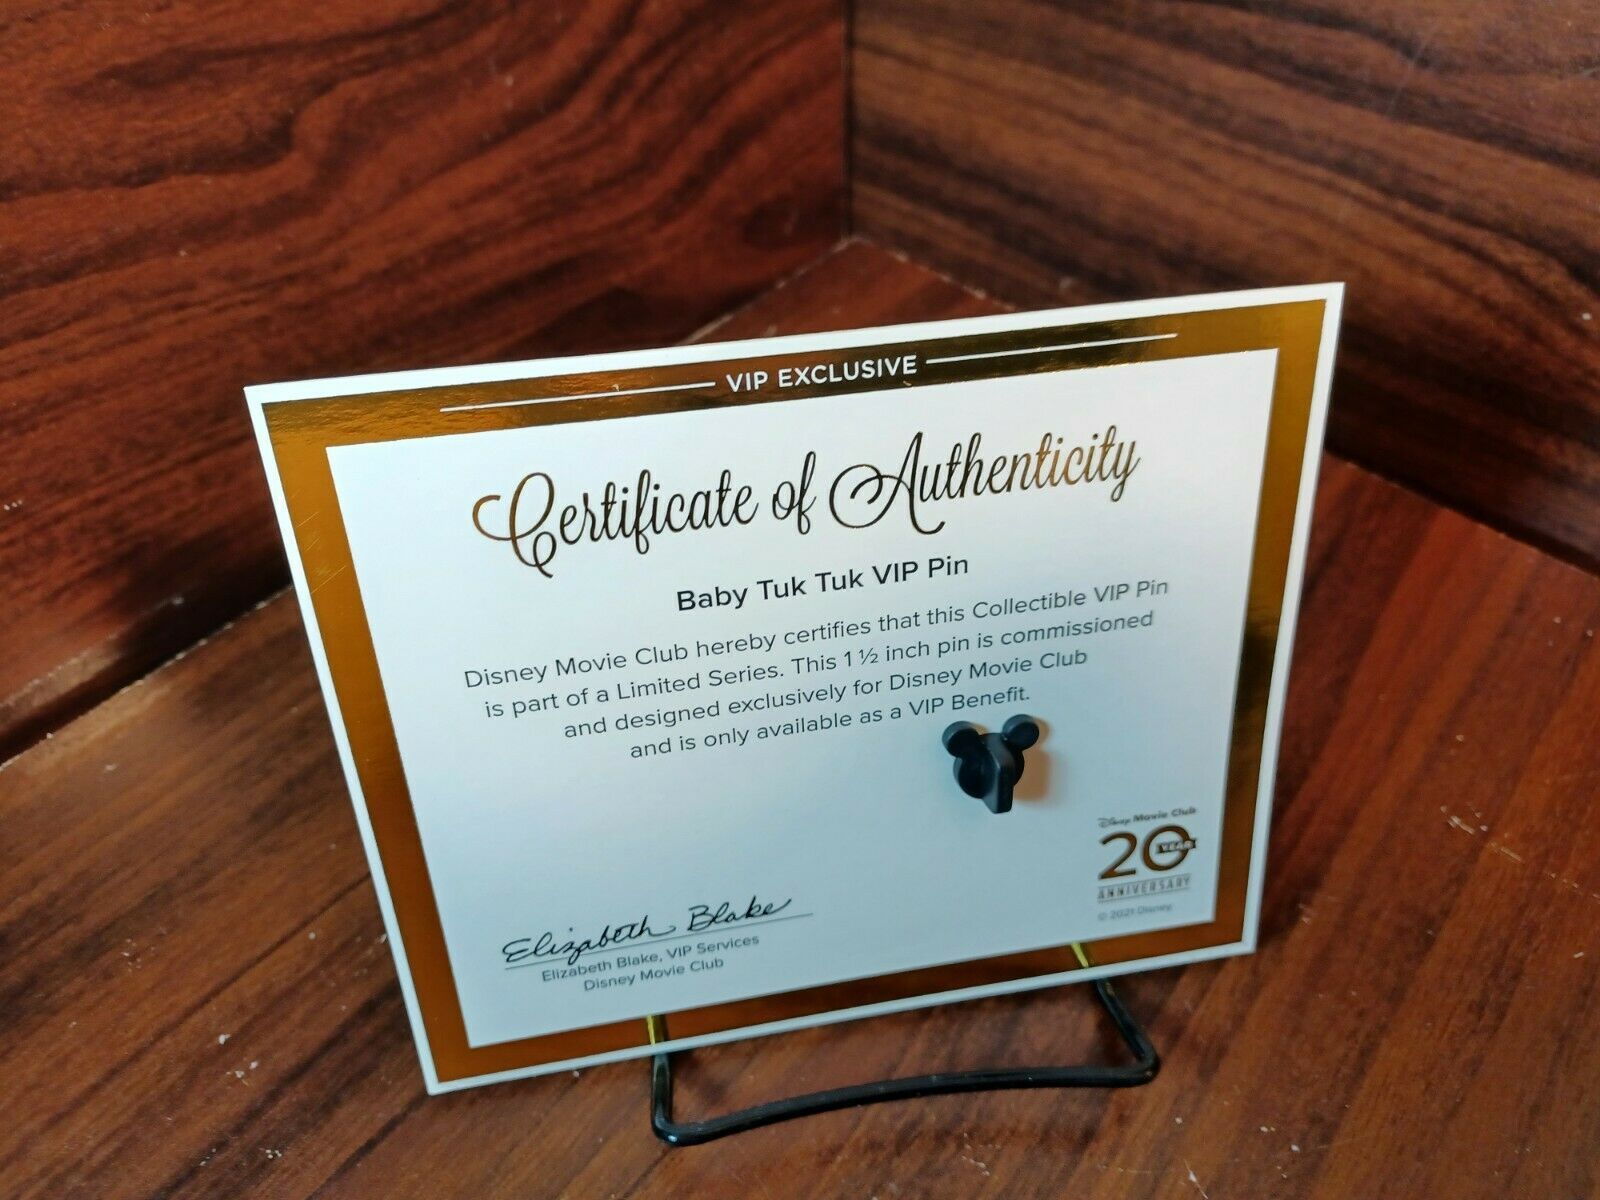 VIP EXCLUSIVE
Certificate of Authenticity
Baby Tuk Tuk VIP Pin
Disney Movie Club hereby certifies that this Collectible VIP Pin
is part of a Limited Series. This 1 ½ inch pin is commissioned
and designed exclusively for Disney Movie Club
and is only available as a VIP Benefit.
Elizabeth Blake
Elizabeth Blake, VIP Services
Disney Movie Club
Disney Movie Club
20
YEAR
ANNIVERSARY
© 2021 Disney